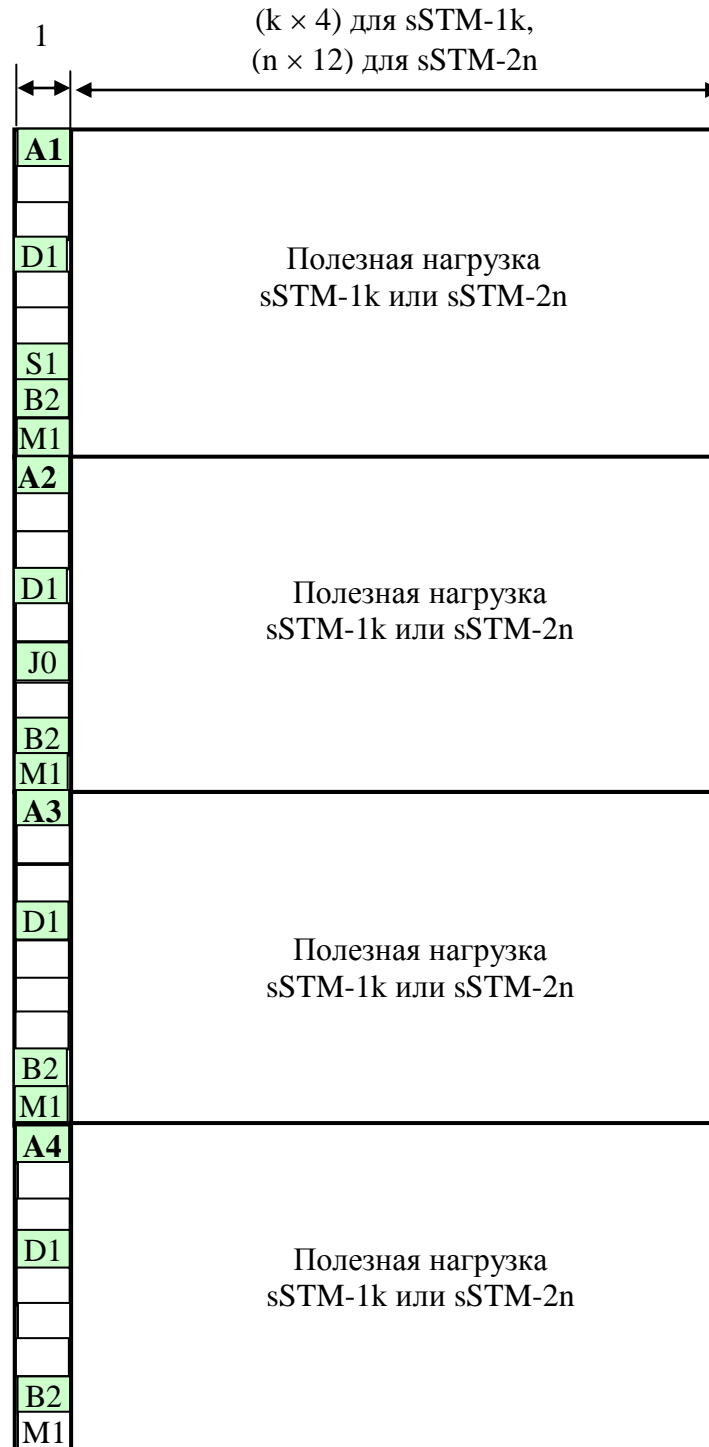 1
(k × 4) для sSTM-1k,
(n × 12) для sSTM-2n
A1
D1
Полезная нагрузка
sSTM-1k или sSTM-2n
S1
B2
M1
A2
D1
Полезная нагрузка
sSTM-1k или sSTM-2n
J0
B2
M1
A3
D1
Полезная нагрузка
sSTM-1k или sSTM-2n
B2
M1
A4
D1
Полезная нагрузка
sSTM-1k или sSTM-2n
B2
M1